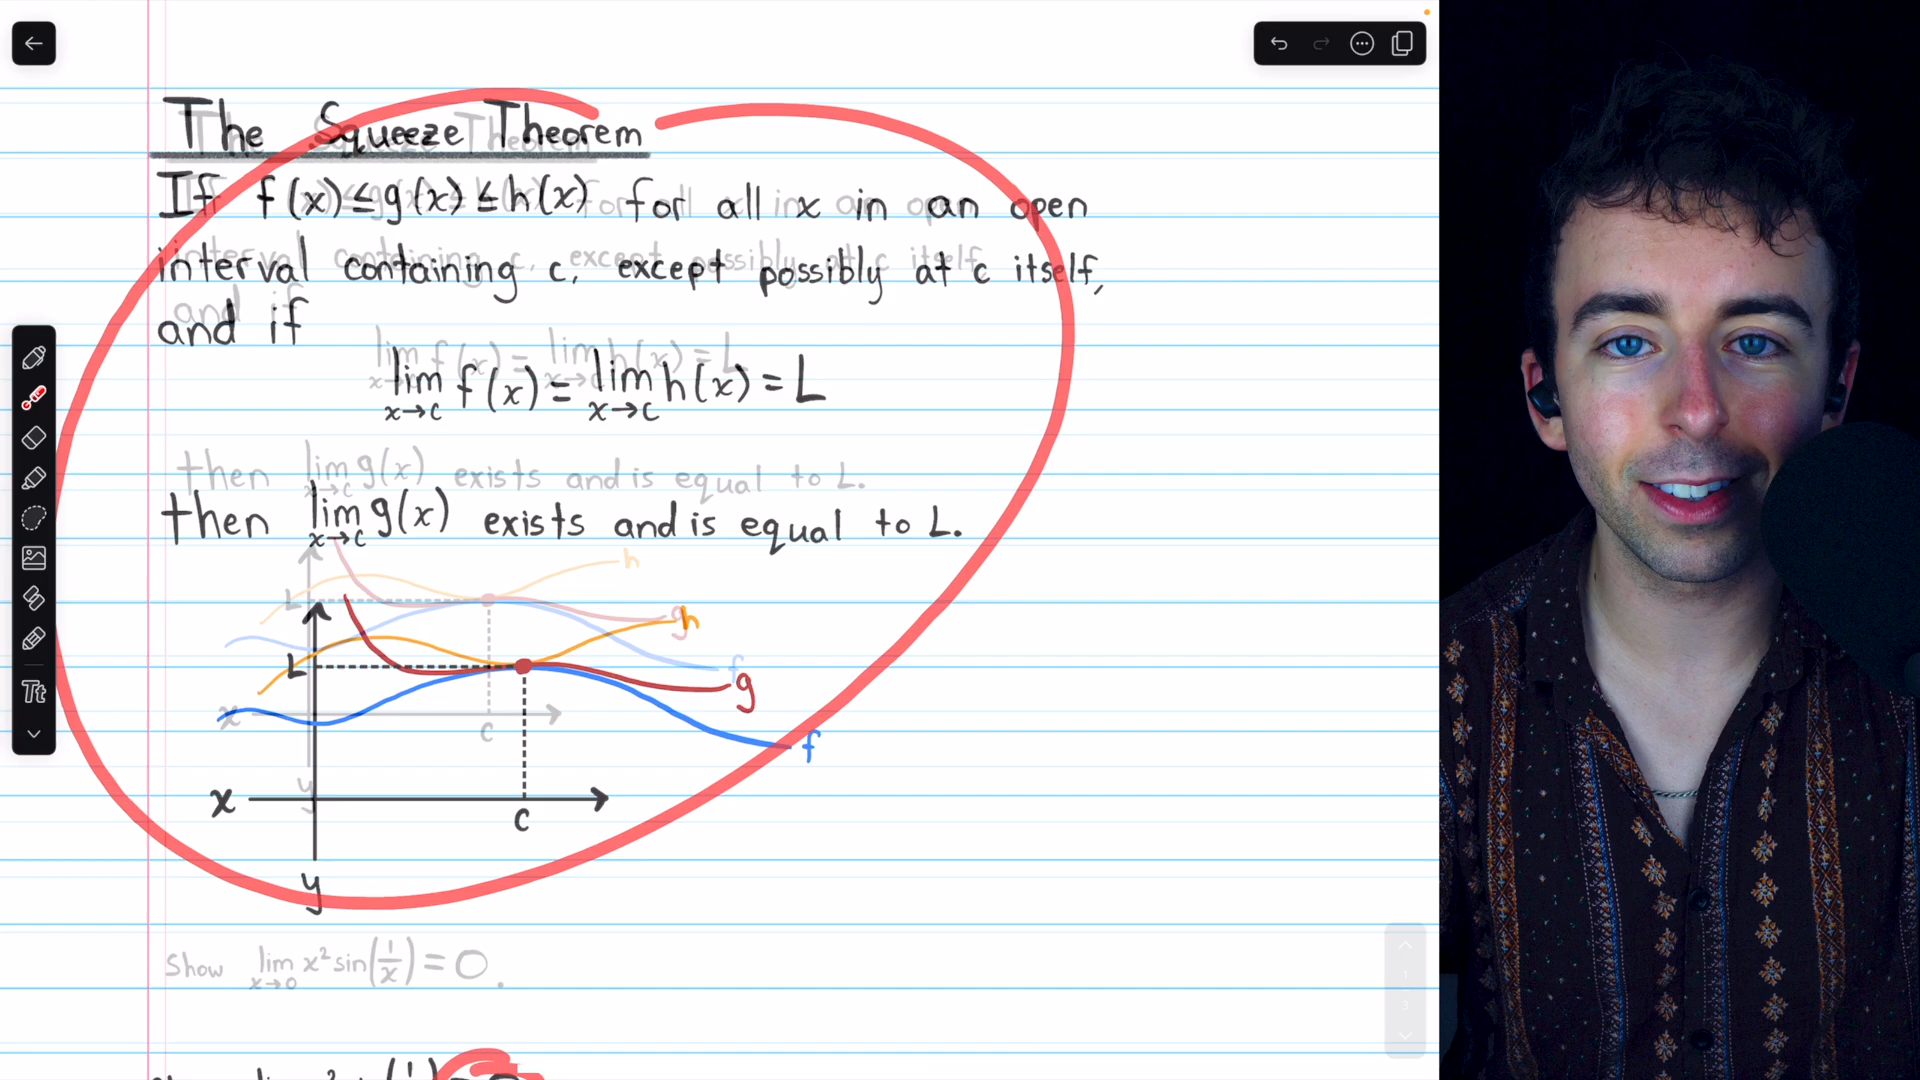 The Squeeze Theorem
If f(x) ≤ g(x) ≤ h(x) for all x in an open
interval containing c, except possibly at c itself,
and if
lim x→c f(x) = lim x→c h(x) = L
then lim x→c g(x) exists and is equal to L.
h
L
g
f
x
c
y
Show lim x→0 x² sin(1/x) = 0.
Tt